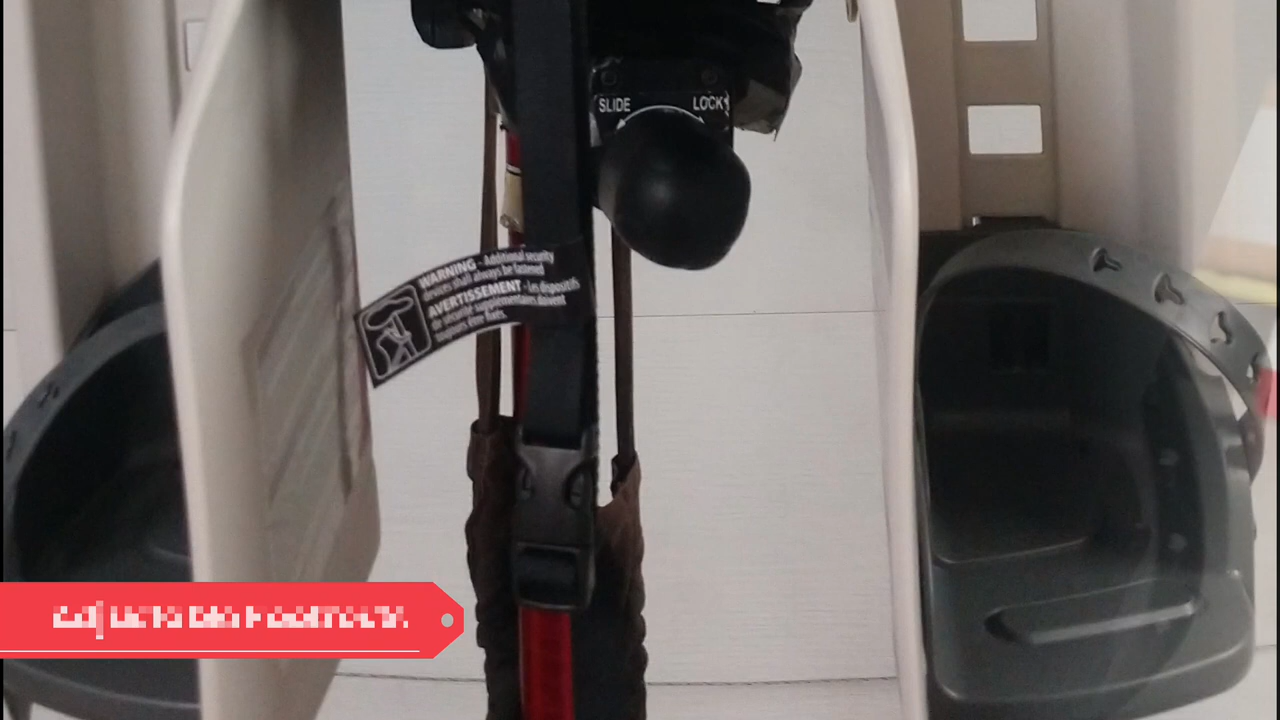 SLIDE LOCK
WARNING - Additional security
devices shall always be fastened
AVERTISSEMENT - Les dispositifs
de sécurité supplémentaires doivent
toujours être fixés.